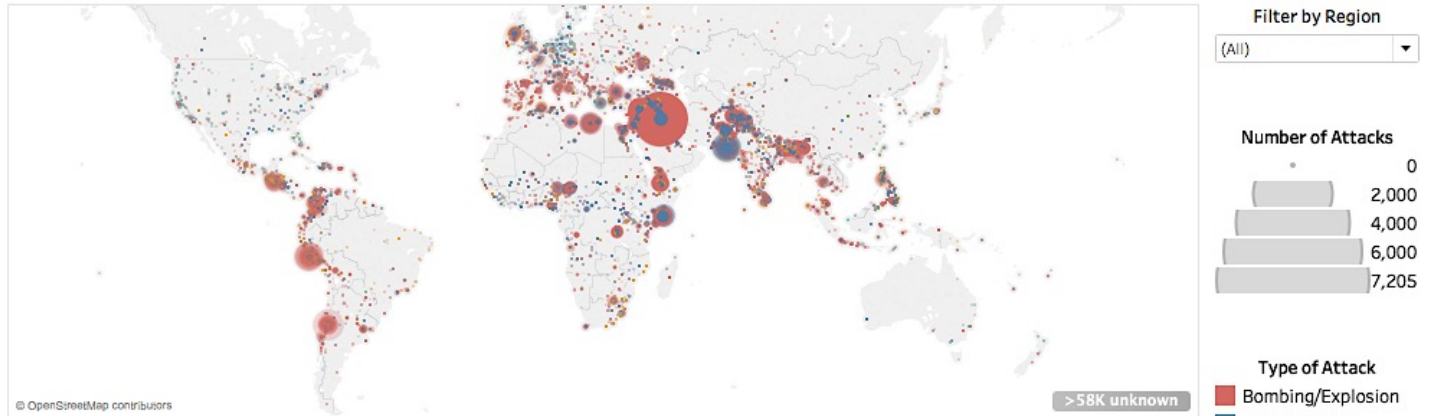 Filter by Region
(All)
Number of Attacks
0
2,000
4,000
6,000
7,205
Type of Attack
Bombing/Explosion
© OpenStreetMap contributors
>58K unknown